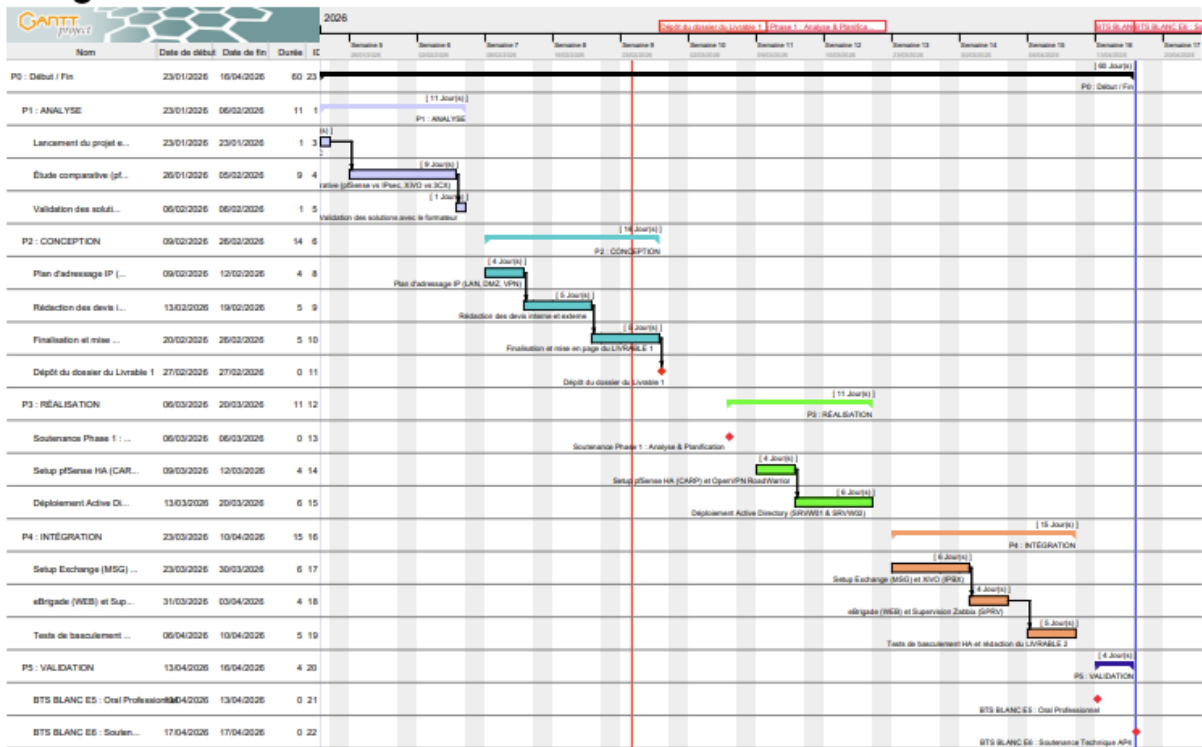 GANTT
project
2026
Dépôt du dossier du Livrable 1
Phase 1 : Analyse & Planifica...
BTS BLAN
BTS BLANC E6 : So
Nom Date de début Date de fin Durée ID
Semaine 5 Semaine 6 Semaine 7 Semaine 8 Semaine 9 Semaine 10 Semaine 11 Semaine 12 Semaine 13 Semaine 14 Semaine 15 Semaine 16 Semaine 17
P0 : Début / Fin 23/01/2026 16/04/2026 60 23
[ 60 Jour(s) ]
P0 : Début / Fin
P1 : ANALYSE 23/01/2026 06/02/2026 11 1
[ 11 Jour(s) ]
P1 : ANALYSE
Lancement du projet e... 23/01/2026 23/01/2026 1 3
(s) ]
Étude comparative (pf... 26/01/2026 05/02/2026 9 4
[ 9 Jour(s) ]
rative (pfSense vs IPsec, XiVO vs 3CX)
Validation des soluti... 06/02/2026 06/02/2026 1 5
[ 1 Jour(s) ]
Validation des solutions avec le formateur
P2 : CONCEPTION 09/02/2026 26/02/2026 14 6
[ 14 Jour(s) ]
P2 : CONCEPTION
Plan d'adressage IP (... 09/02/2026 12/02/2026 4 8
[ 4 Jour(s) ]
Plan d'adressage IP (LAN, DMZ, VPN)
Rédaction des devis i... 13/02/2026 19/02/2026 5 9
[ 5 Jour(s) ]
Rédaction des devis interne et externe
Finalisation et mise ... 20/02/2026 26/02/2026 5 10
[ 5 Jour(s) ]
Finalisation et mise en page du LIVRABLE 1
Dépôt du dossier du Livrable 1 27/02/2026 27/02/2026 0 11
Dépôt du dossier du Livrable 1
P3 : RÉALISATION 06/03/2026 20/03/2026 11 12
[ 11 Jour(s) ]
P3 : RÉALISATION
Soutenance Phase 1 : ... 06/03/2026 06/03/2026 0 13
Soutenance Phase 1 : Analyse & Planification
Setup pfSense HA (CAR... 09/03/2026 12/03/2026 4 14
[ 4 Jour(s) ]
Setup pfSense HA (CARP) et OpenVPN RoadWarrior
Déploiement Active Di... 13/03/2026 20/03/2026 6 15
[ 6 Jour(s) ]
Déploiement Active Directory (SRVW01 & SRVW02)
P4 : INTÉGRATION 23/03/2026 10/04/2026 15 16
[ 15 Jour(s) ]
P4 : INTÉGRATION
Setup Exchange (MSG) ... 23/03/2026 30/03/2026 6 17
[ 6 Jour(s) ]
Setup Exchange (MSG) et XiVO (IPBX)
eBrigade (WEB) et Sup... 31/03/2026 03/04/2026 4 18
[ 4 Jour(s) ]
eBrigade (WEB) et Supervision Zabbix (SPRV)
Tests de basculement ... 06/04/2026 10/04/2026 5 19
[ 5 Jour(s) ]
Tests de basculement HA et rédaction du LIVRABLE 2
P5 : VALIDATION 13/04/2026 16/04/2026 4 20
[ 4 Jour(s) ]
P5 : VALIDATION
BTS BLANC E5 : Oral Professionnel 13/04/2026 13/04/2026 0 21
BTS BLANC E5 : Oral Professionnel
BTS BLANC E6 : Souten... 17/04/2026 17/04/2026 0 22
BTS BLANC E6 : Soutenance Technique AP4